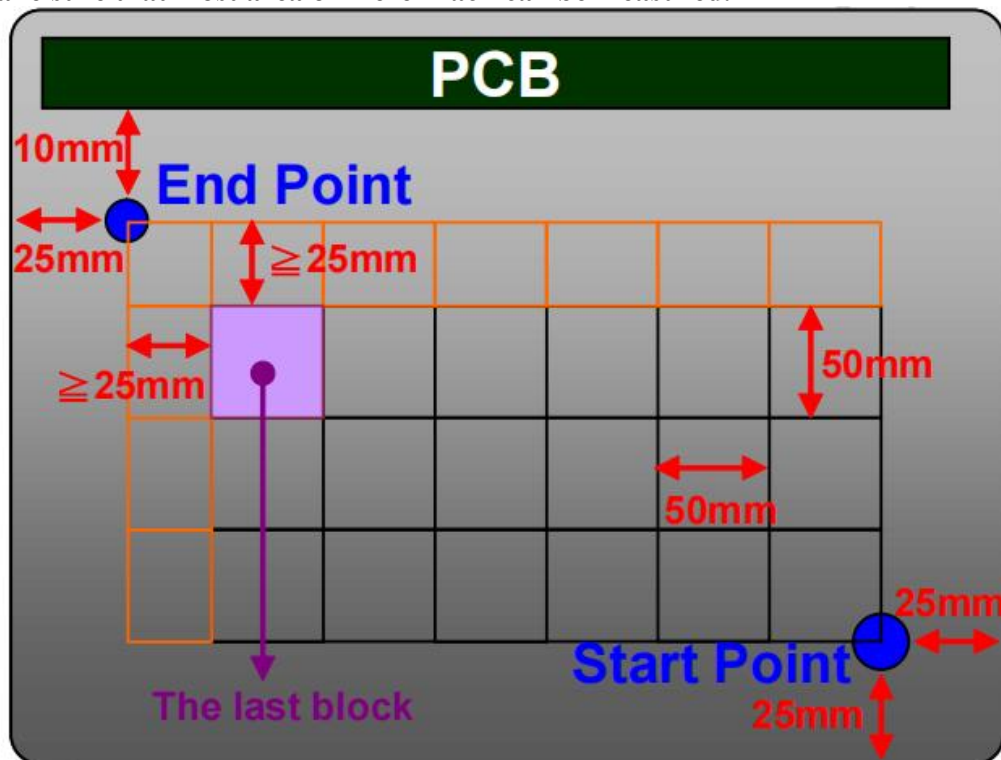 PCB
10mm
End Point
25mm
≧25mm
≧25mm
50mm
50mm
25mm
Start Point
The last block
25mm